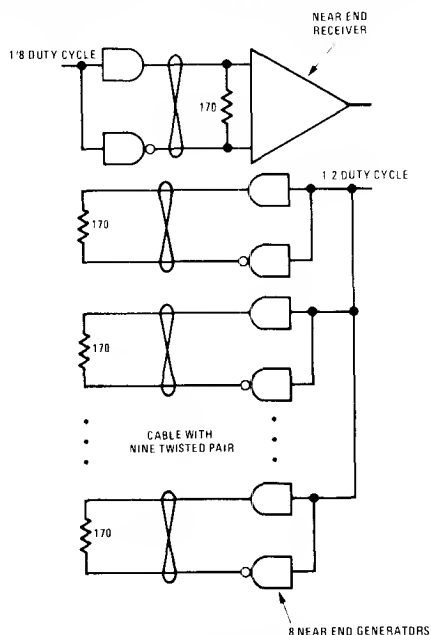 NEAR END
RECEIVER
1'8 DUTY CYCLE
170
1 2 DUTY CYCLE
170
170
CABLE WITH
NINE TWISTED PAIR
170
8 NEAR END GENERATORS